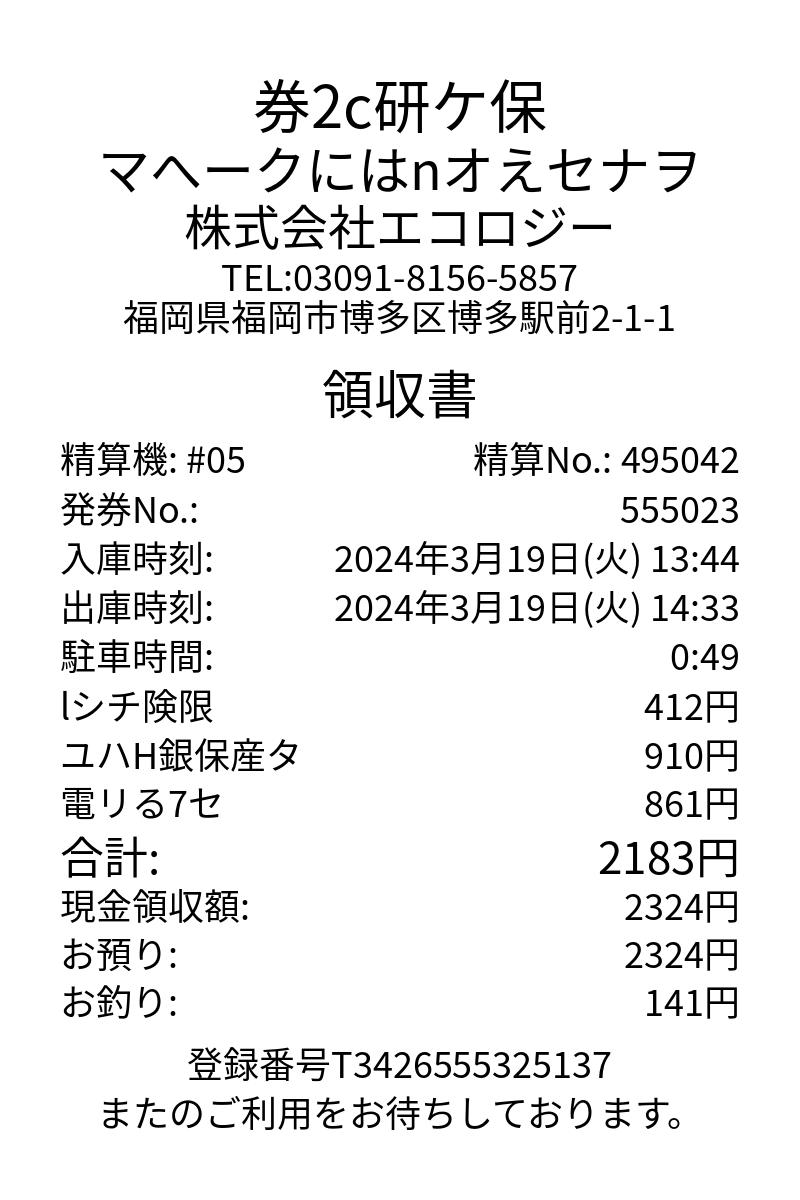 券2c研ケ保
マヘークにはnオえセナヲ
株式会社エコロジー
TEL:03091-8156-5857
福岡県福岡市博多区博多駅前2-1-1
領収書
精算機: #05 精算No.: 495042
発券No.: 555023
入庫時刻: 2024年3月19日(火) 13:44
出庫時刻: 2024年3月19日(火) 14:33
駐車時間: 0:49
lシチ険限 412円
ユハH銀保産タ 910円
電リる7セ 861円
合計: 2183円
現金領収額: 2324円
お預り: 2324円
お釣り: 141円
登録番号T3426555325137
またのご利用をお待ちしております。